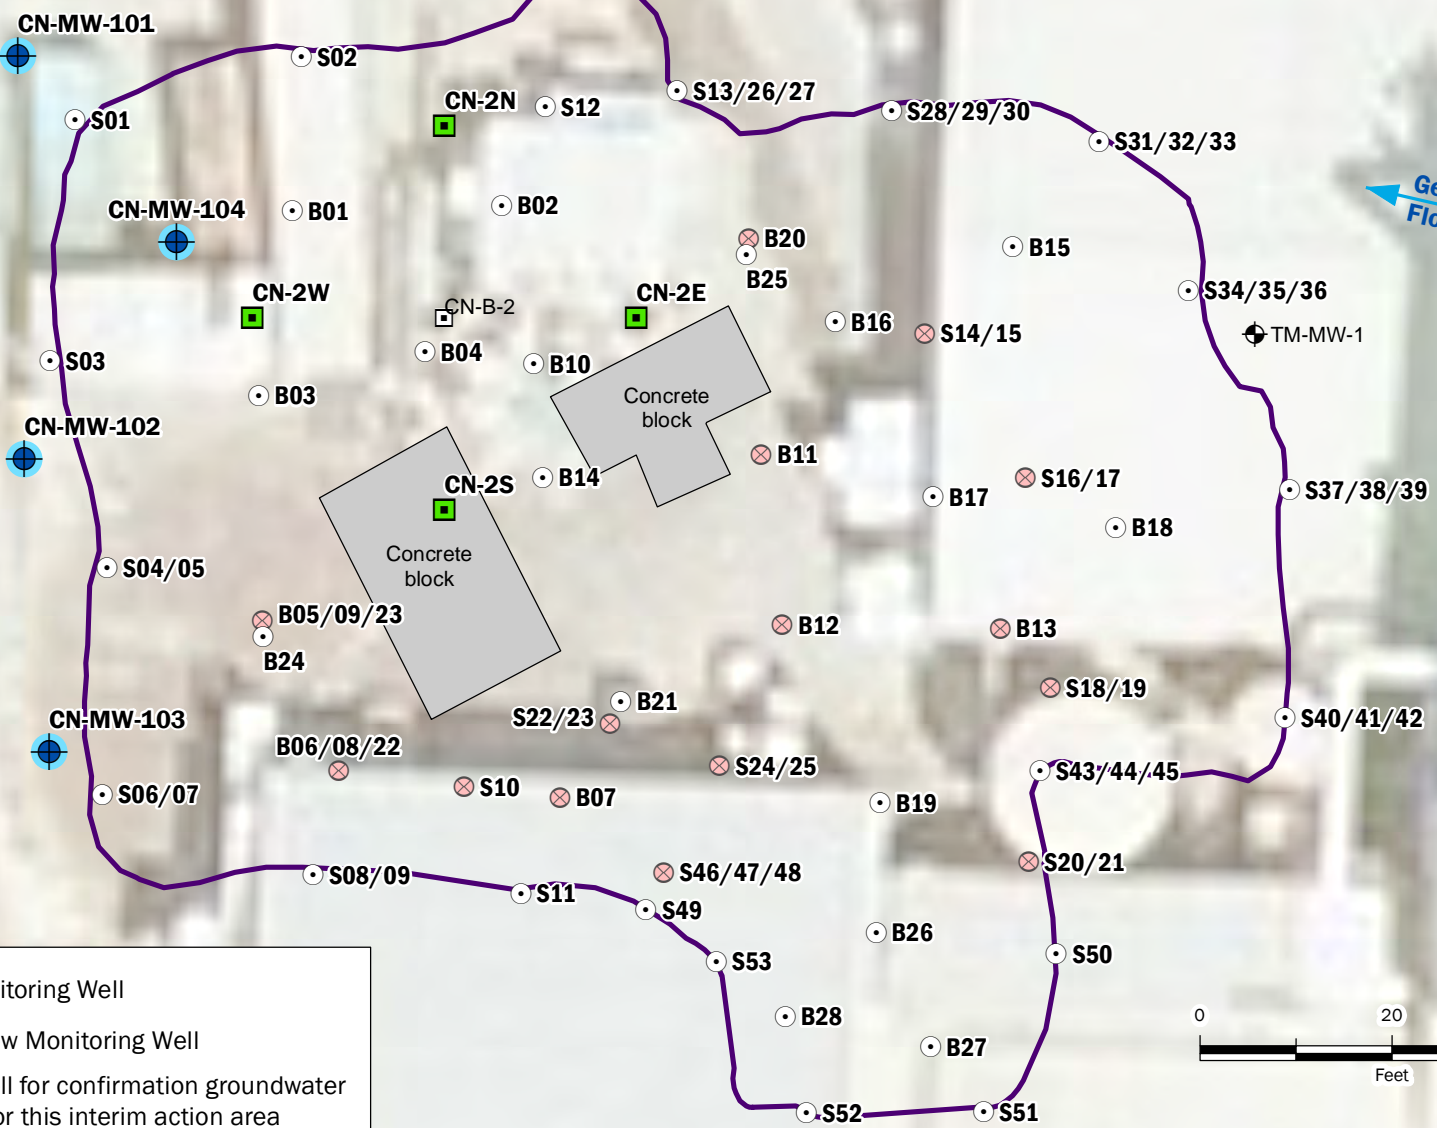 CN-MW-101
S02
CN-2N
S12
S13/26/27
S28/29/30
S01
S31/32/33
CN-MW-104
B01
B02
Ge
Flo
B20
B25
B15
CN-2W
CN-B-2
CN-2E
S34/35/36
B16
S14/15
TM-MW-1
S03
B04
B10
B03
Concrete
block
CN-MW-102
B11
B14
CN-2S
S16/17
B17
S37/38/39
B18
Concrete
block
S04/05
B05/09/23
B24
B12
B13
S18/19
B21
S22/23
CN-MW-103
S40/41/42
B06/08/22
S24/25
S43/44/45
S06/07
S10
B07
B19
S20/21
S08/09
S46/47/48
S11
S49
B26
S50
S53
itoring Well
B28
0
20
Feet
w Monitoring Well
B27
ll for confirmation groundwater
or this interim action area
S52
S51